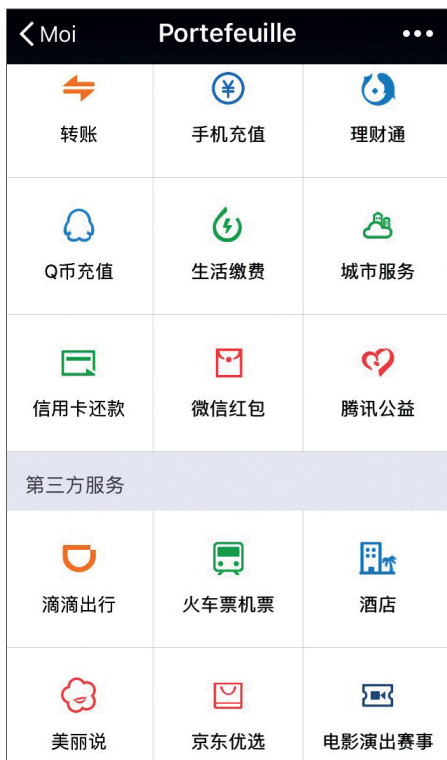 Moi Portefeuille
转账 手机充值 理财通
Q币充值 生活缴费 城市服务
信用卡还款 微信红包 腾讯公益
第三方服务
滴滴出行 火车票机票 酒店
美丽说 京东优选 电影演出赛事